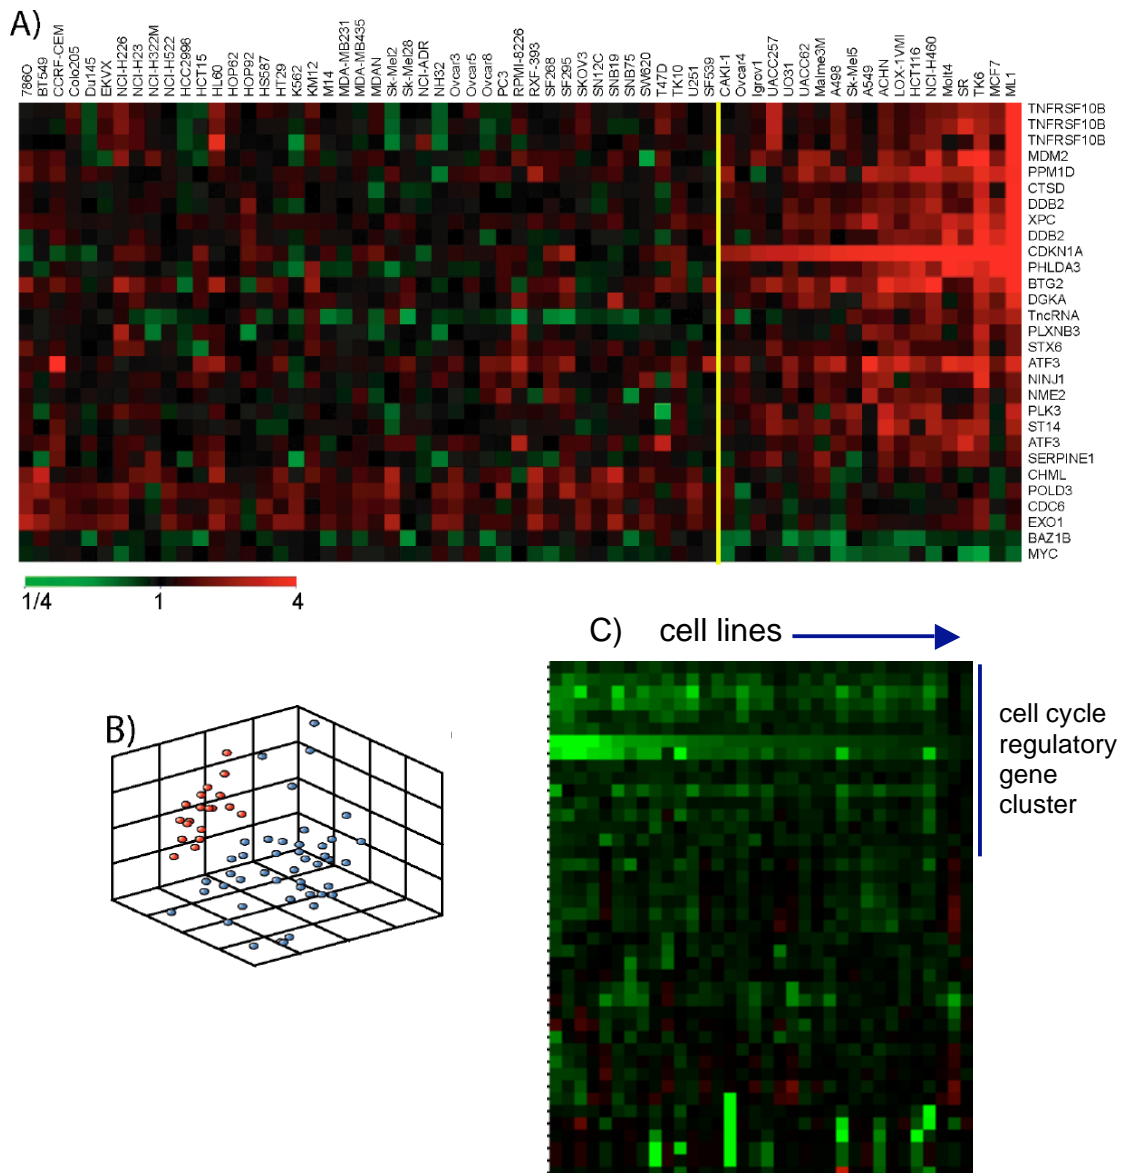 A)
786O
BT549
CCRF-CEM
Colo205
Du145
EKVX
NCI-H226
NCI-H23
NCI-H322M
NCI-H522
HCC2998
HCT15
HL60
HOP62
HOP92
HS587
HT29
K562
KM12
M14
MDA-MB231
MDA-MB435
MDAN
Sk-Mel2
Sk-Mel28
NCI-ADR
NH32
Ovcar3
Ovcar5
Ovcar8
PC3
RPMI-8226
RXF-393
SF268
SF295
SKOV3
SN12C
SNB19
SNB75
SW620
T47D
TK10
U251
SF539
CAKL-1
Ovcar4
Igrov1
UACC257
UO31
UACC62
Malme3M
A498
Sk-Mel5
A549
ACHN
LOX-1VMI
HCT116
NCI-H460
Molt4
SR
TK6
MCF7
ML1
TNFRSF10B
TNFRSF10B
TNFRSF10B
MDM2
PPM1D
CTSD
DDB2
XPC
DDB2
CDKN1A
PHLDA3
BTG2
DGKA
TncRNA
PLXNB3
STX6
ATF3
NINJ1
NME2
PLK3
ST14
ATF3
SERPINE1
CHML
POLD3
CDC6
EXO1
BAZ1B
MYC
1/4 1 4
B)
C) cell lines
cell cycle
regulatory
gene
cluster